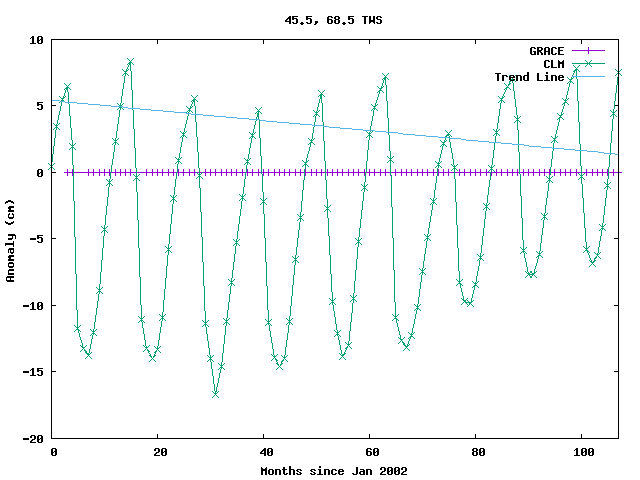 45.5, 68.5 TWS
10
5
0
-5
-10
-15
-20
Anomaly (cm)
GRACE
CLM
Trend Line
0 20 40 60 80 100
Months since Jan 2002